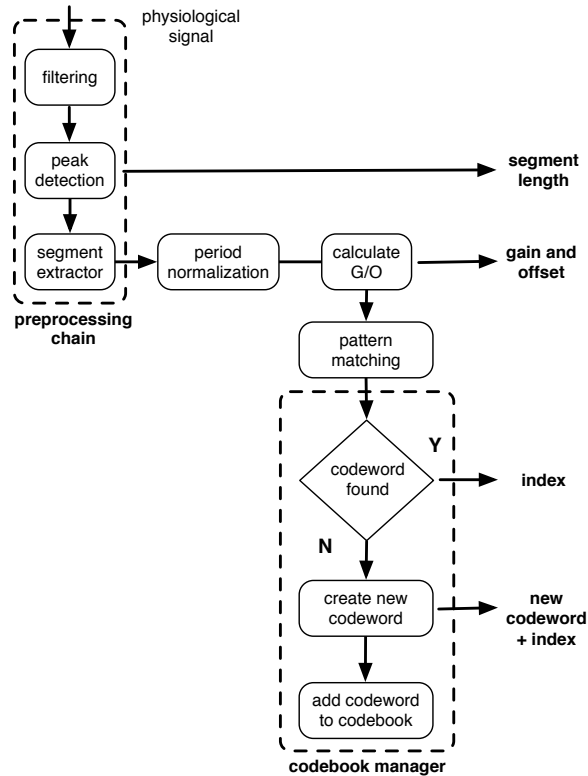 physiological
signal
filtering
peak
detection
segment
length
segment
extractor
period
normalization
calculate
G/O
gain and
offset
preprocessing
chain
pattern
matching
Y
codeword
found
index
N
create new
codeword
new
codeword
+ index
add codeword
to codebook
codebook manager